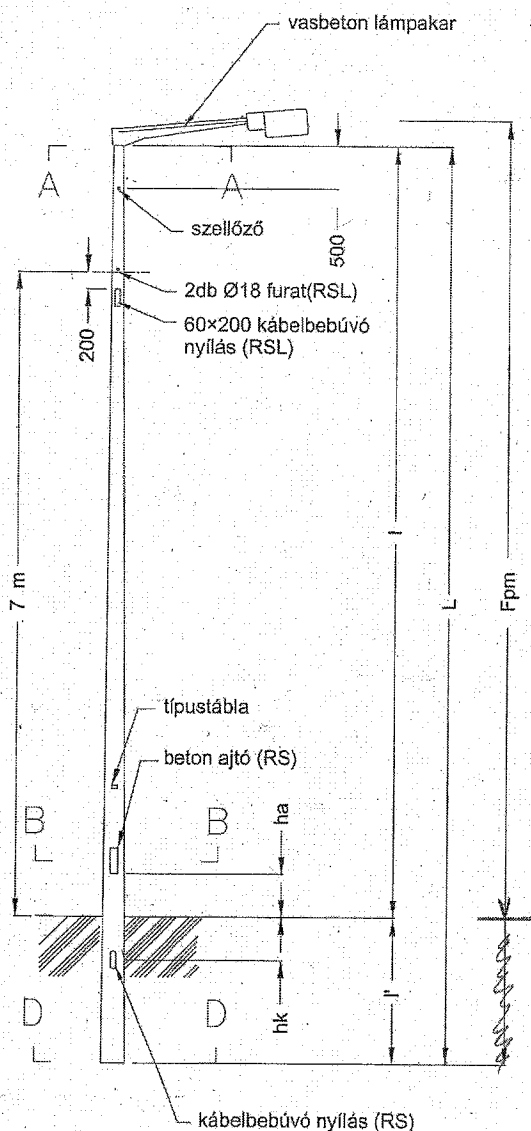 vasbeton lámpakar
A
A
szellőző
500
2db Ø18 furat(RSL)
60×200 kábelbebúvó
nyílás (RSL)
200
7 m
l
L
Fpm
típustábla
beton ajtó (RS)
B
B
ha
hk
l'
D
D
kábelbebúvó nyílás (RS)